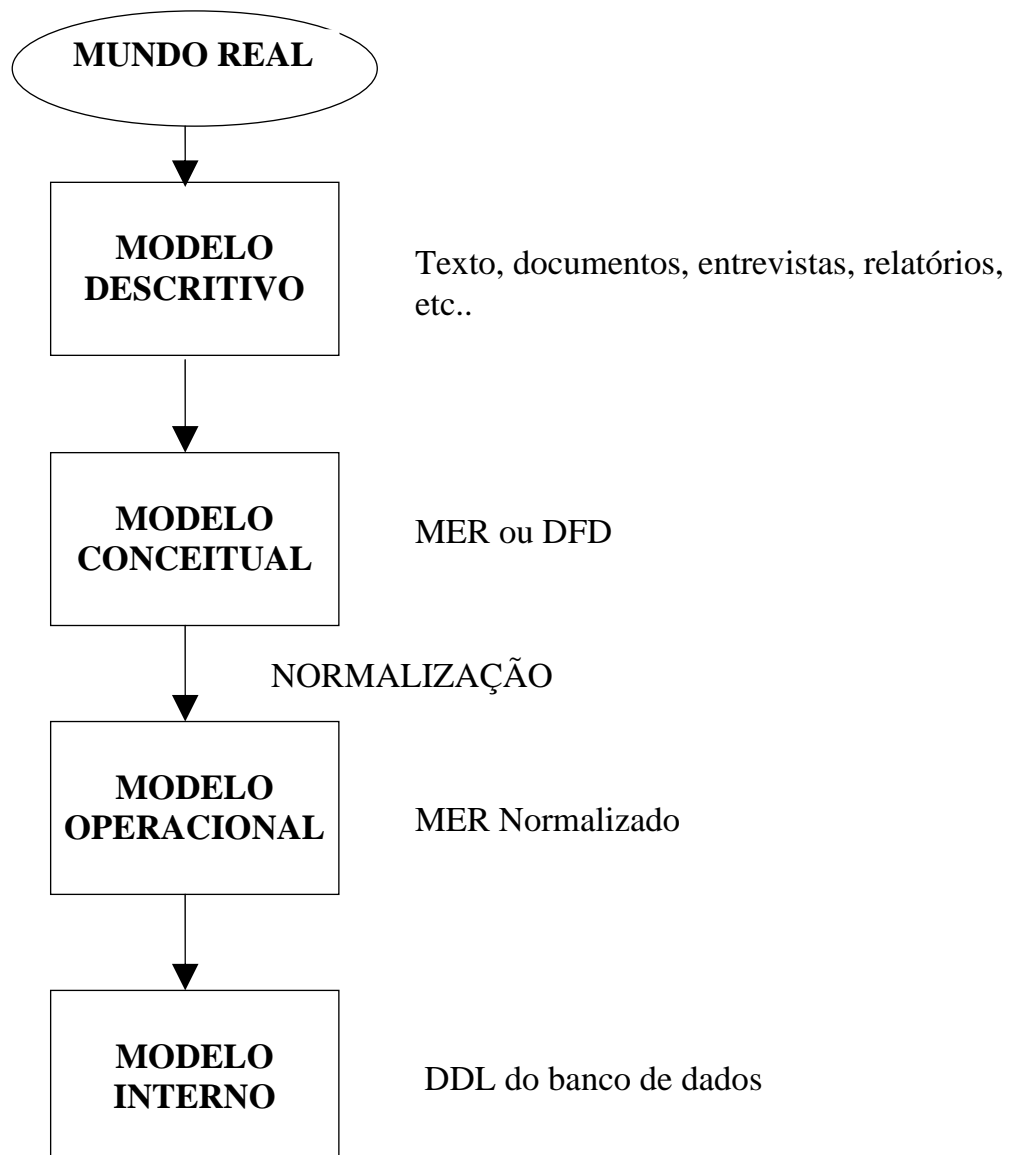 MUNDO REAL
MODELO
DESCRITIVO
Texto, documentos, entrevistas, relatórios,
etc..
MODELO
CONCEITUAL
MER ou DFD
NORMALIZAÇÃO
MODELO
OPERACIONAL
MER Normalizado
MODELO
INTERNO
DDL do banco de dados